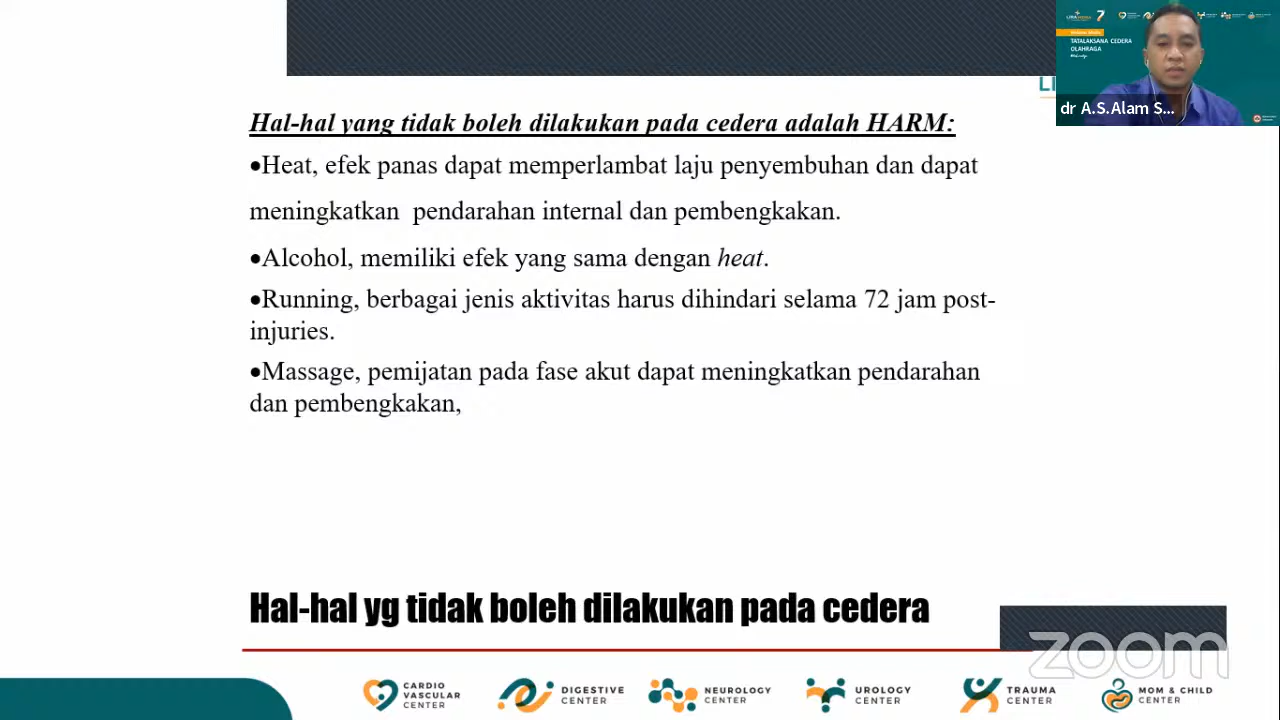 TATALAKSANA CEDERA
OLAHRAGA
dr A.S.Alam S...
Hal-hal yang tidak boleh dilakukan pada cedera adalah HARM:
•Heat, efek panas dapat memperlambat laju penyembuhan dan dapat
meningkatkan pendarahan internal dan pembengkakan.
•Alcohol, memiliki efek yang sama dengan heat.
•Running, berbagai jenis aktivitas harus dihindari selama 72 jam post-
injuries.
•Massage, pemijatan pada fase akut dapat meningkatkan pendarahan
dan pembengkakan,
Hal-hal yg tidak boleh dilakukan pada cedera
zoom
CARDIO
VASCULAR
CENTER
DIGESTIVE
CENTER
NEUROLOGY
CENTER
UROLOGY
CENTER
TRAUMA
CENTER
MOM & CHILD
CENTER